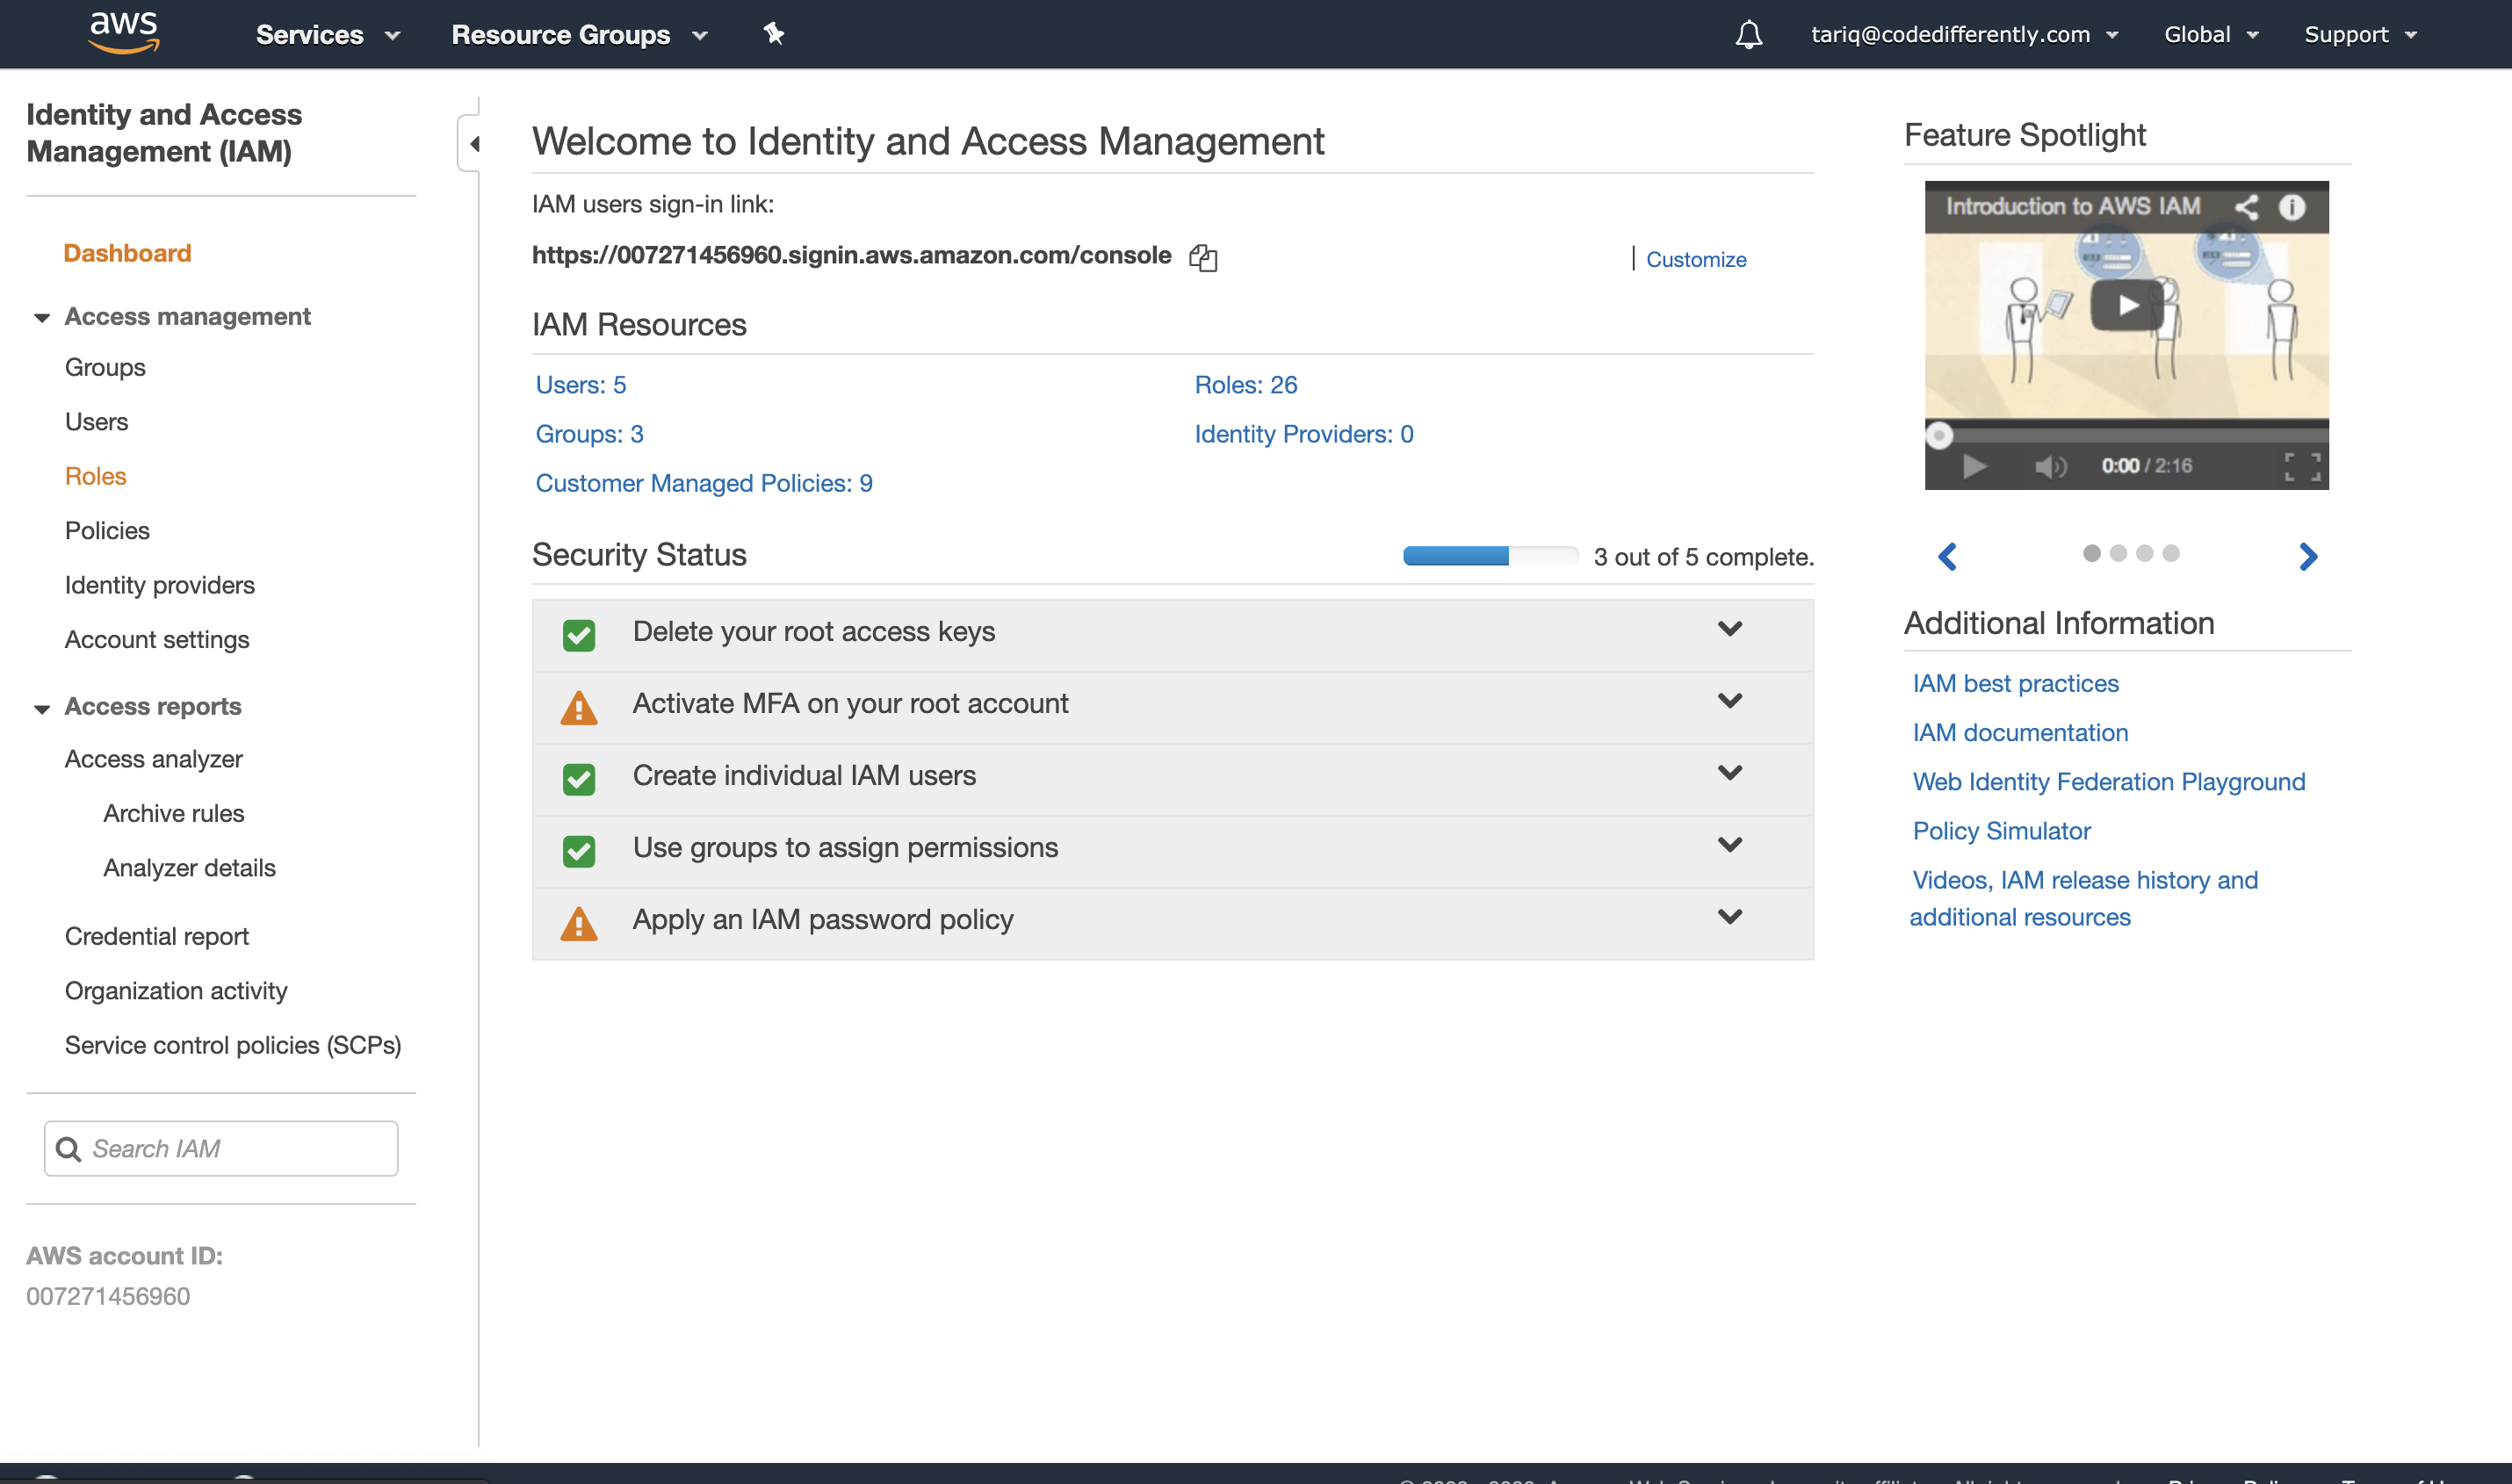 aws
Services
Resource Groups
tariq@codedifferently.com
Global
Support
Identity and Access
Management (IAM)
Dashboard
Access management
Groups
Users
Roles
Policies
Identity providers
Account settings
Access reports
Access analyzer
Archive rules
Analyzer details
Credential report
Organization activity
Service control policies (SCPs)
Search IAM
AWS account ID:
007271456960
Welcome to Identity and Access Management
IAM users sign-in link:
https://007271456960.signin.aws.amazon.com/console
Customize
IAM Resources
Users: 5
Roles: 26
Groups: 3
Identity Providers: 0
Customer Managed Policies: 9
Security Status
3 out of 5 complete.
Delete your root access keys
Activate MFA on your root account
Create individual IAM users
Use groups to assign permissions
Apply an IAM password policy
Feature Spotlight
Introduction to AWS IAM
0:00 / 2:16
Additional Information
IAM best practices
IAM documentation
Web Identity Federation Playground
Policy Simulator
Videos, IAM release history and
additional resources